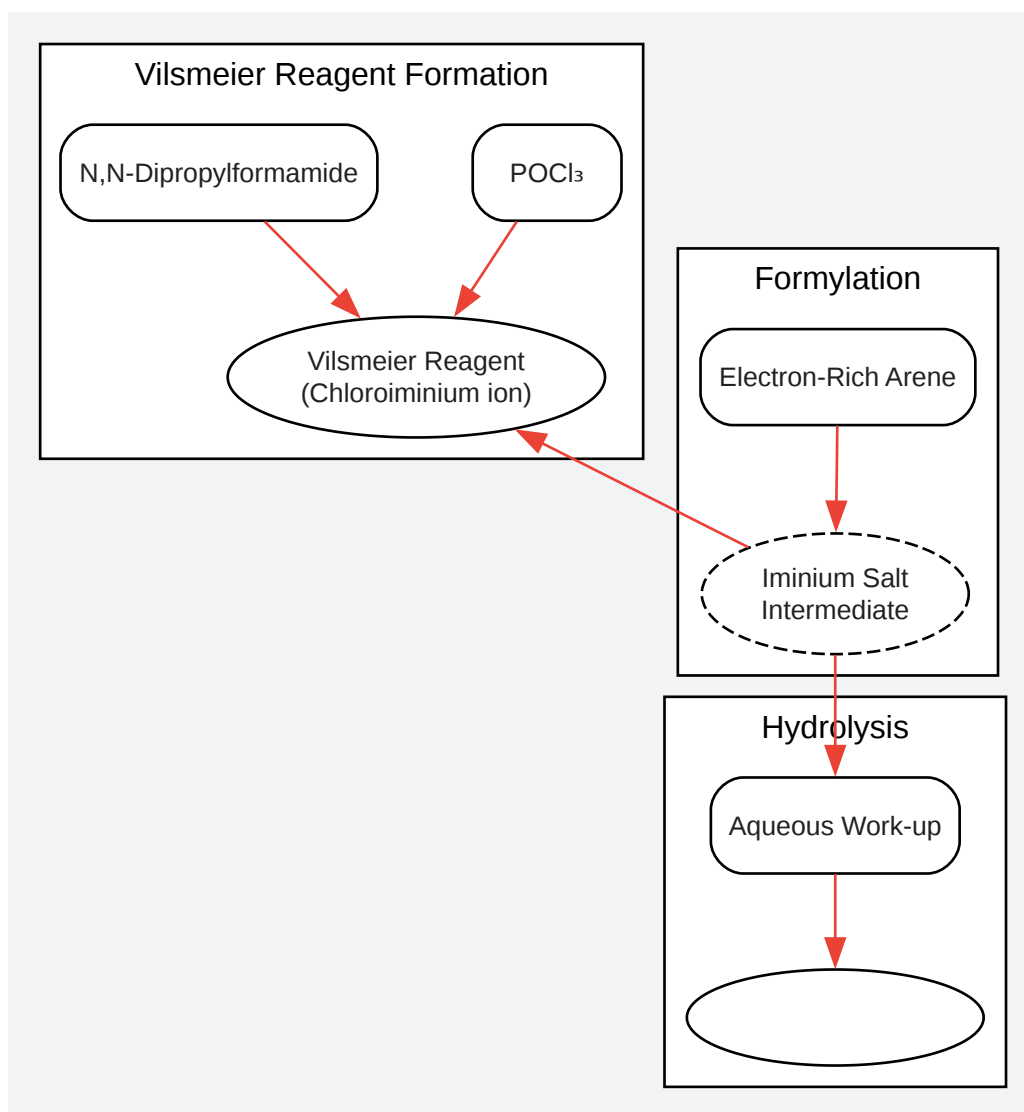 Vilsmeier Reagent Formation
N,N-Dipropylformamide
POCl₃
Vilsmeier Reagent
(Chloroiminium ion)
Formylation
Electron-Rich Arene
Iminium Salt
Intermediate
Hydrolysis
Aqueous Work-up